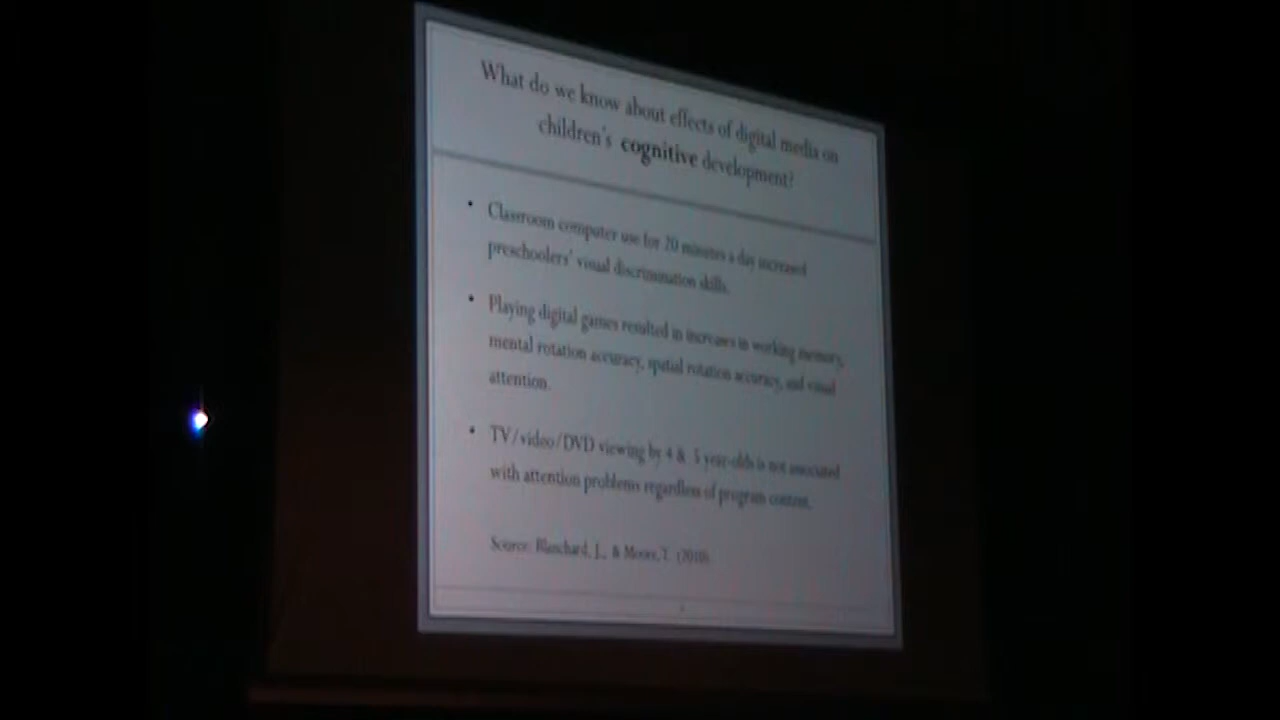 What do we know about effects of digital media on
children's cognitive development?
• Classroom computer use for 20 minutes a day increased
preschoolers' visual discrimination skills.
• Playing digital games resulted in increases in working memory,
mental rotation accuracy, spatial rotation accuracy, and visual
attention.
• TV/video/DVD viewing by 4 & 5 year-olds is not associated
with attention problems regardless of program content.
Source: Blanchard, J., & Moore, T. (2010)